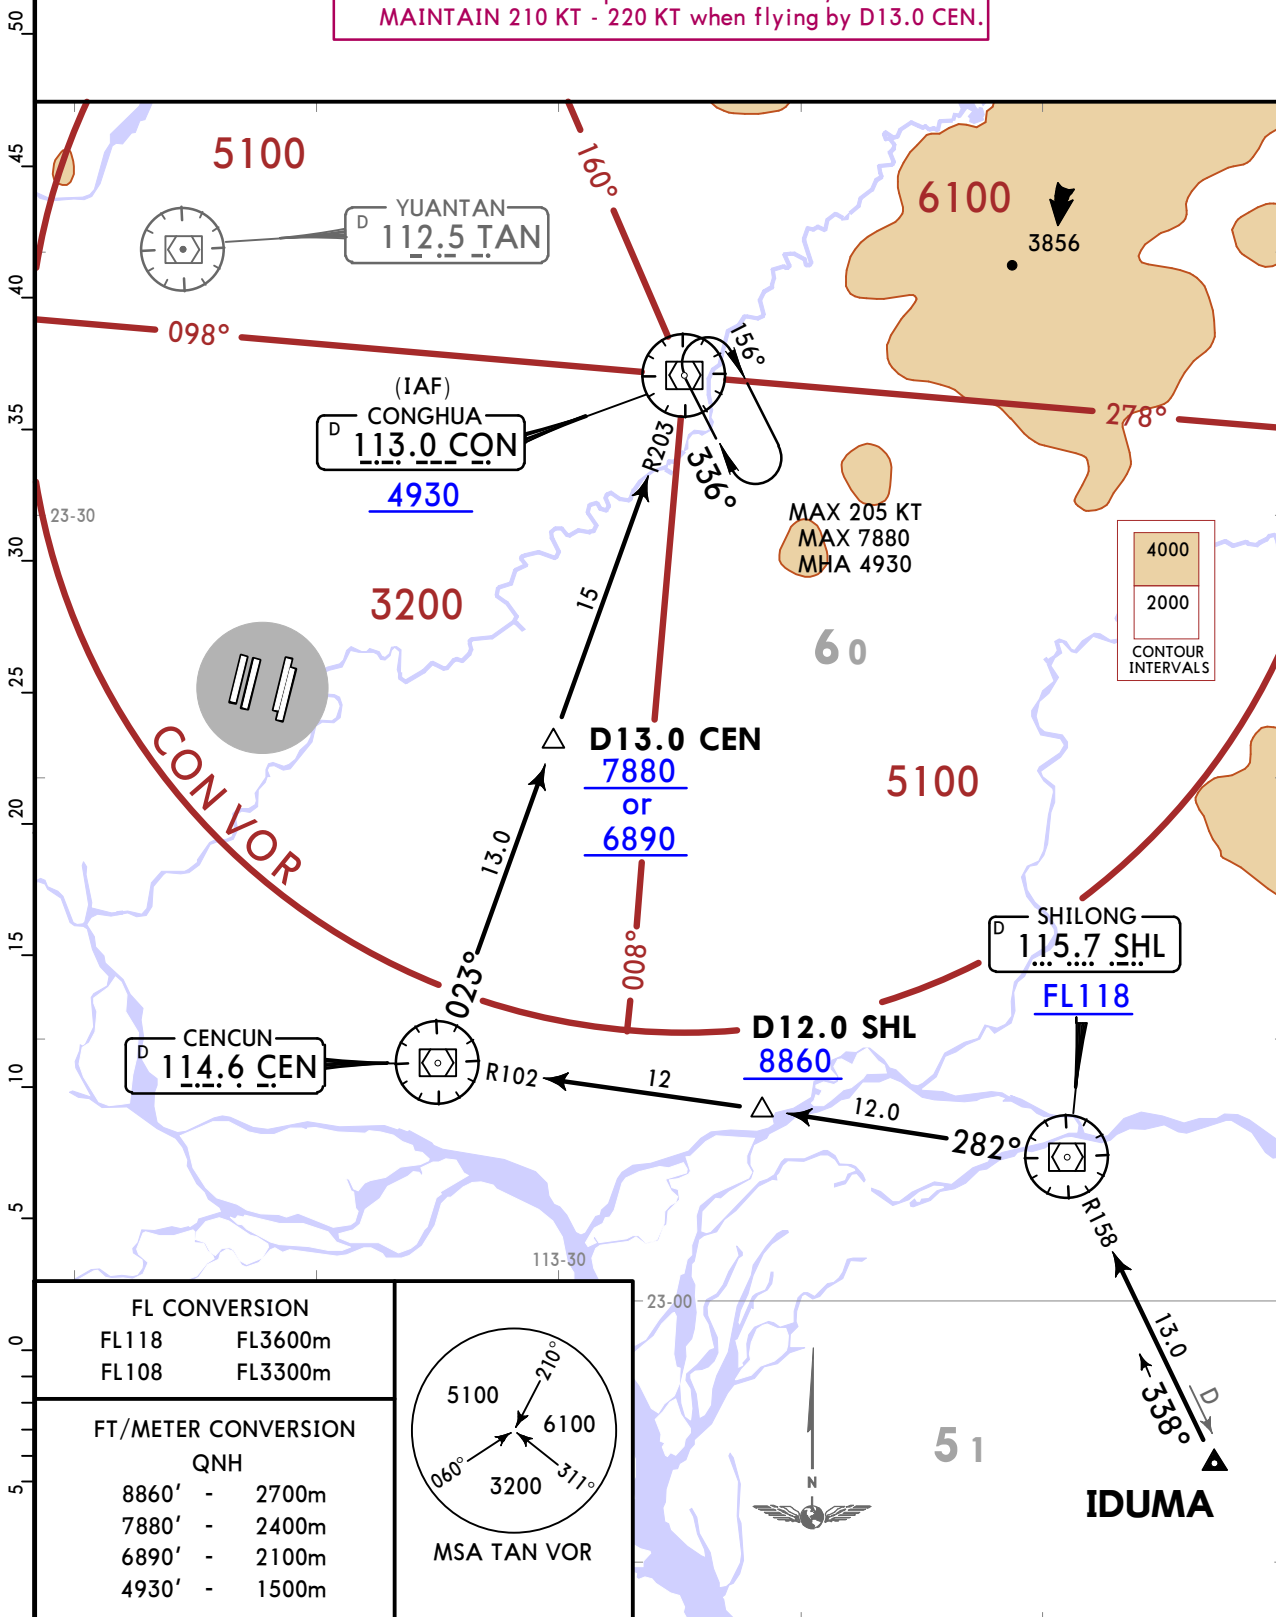 MAINTAIN 210 KT - 220 KT when flying by D13.0 CEN.
50
45
40
35
30
25
20
15
10
5
0
5
5100
160°
6100
3856
YUANTAN
D 112.5 TAN
098°
156°
278°
(IAF)
CONGHUA
D 113.0 CON
4930
R203
336°
23-30
MAX 205 KT
MAX 7880
MHA 4930
4000
2000
CONTOUR
INTERVALS
3200
15
60
D13.0 CEN
7880
or
6890
5100
CON VOR
13.0
008°
023°
SHILONG
D 115.7 SHL
FL118
CENCUN
D 114.6 CEN
R102
12
D12.0 SHL
8860
12.0
282°
R158
13.0
D
338°
IDUMA
113-30
23-00
51
N
FL CONVERSION
FL118 FL3600m
FL108 FL3300m
FT/METER CONVERSION
QNH
8860' - 2700m
7880' - 2400m
6890' - 2100m
4930' - 1500m
210°
5100
6100
060°
3200
311°
MSA TAN VOR